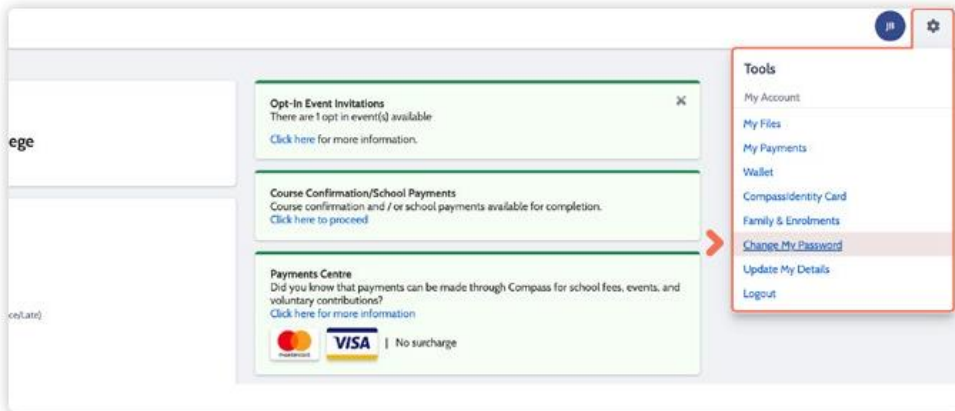 JB
ege
ce/Late)
Opt-In Event Invitations
There are 1 opt in event(s) available
Click here for more information.
Course Confirmation/School Payments
Course confirmation and / or school payments available for completion.
Click here to proceed
Payments Centre
Did you know that payments can be made through Compass for school fees, events, and
voluntary contributions?
Click here for more information
mastercard VISA | No surcharge
Tools
My Account
My Files
My Payments
Wallet
CompassIdentity Card
Family & Enrolments
Change My Password
Update My Details
Logout